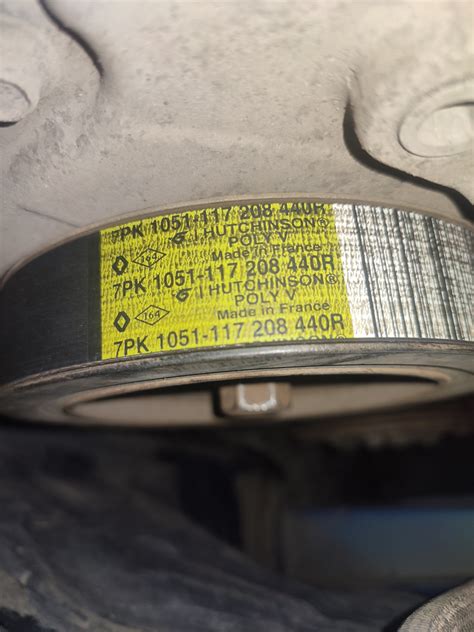 7PK 1051-117 208 440R
HUTCHINSON®
POLY V
Made in France
7PK 1051-117 208 440R
HUTCHINSON®
POLY V
164 Made in France
7PK 1051-117 208 440R